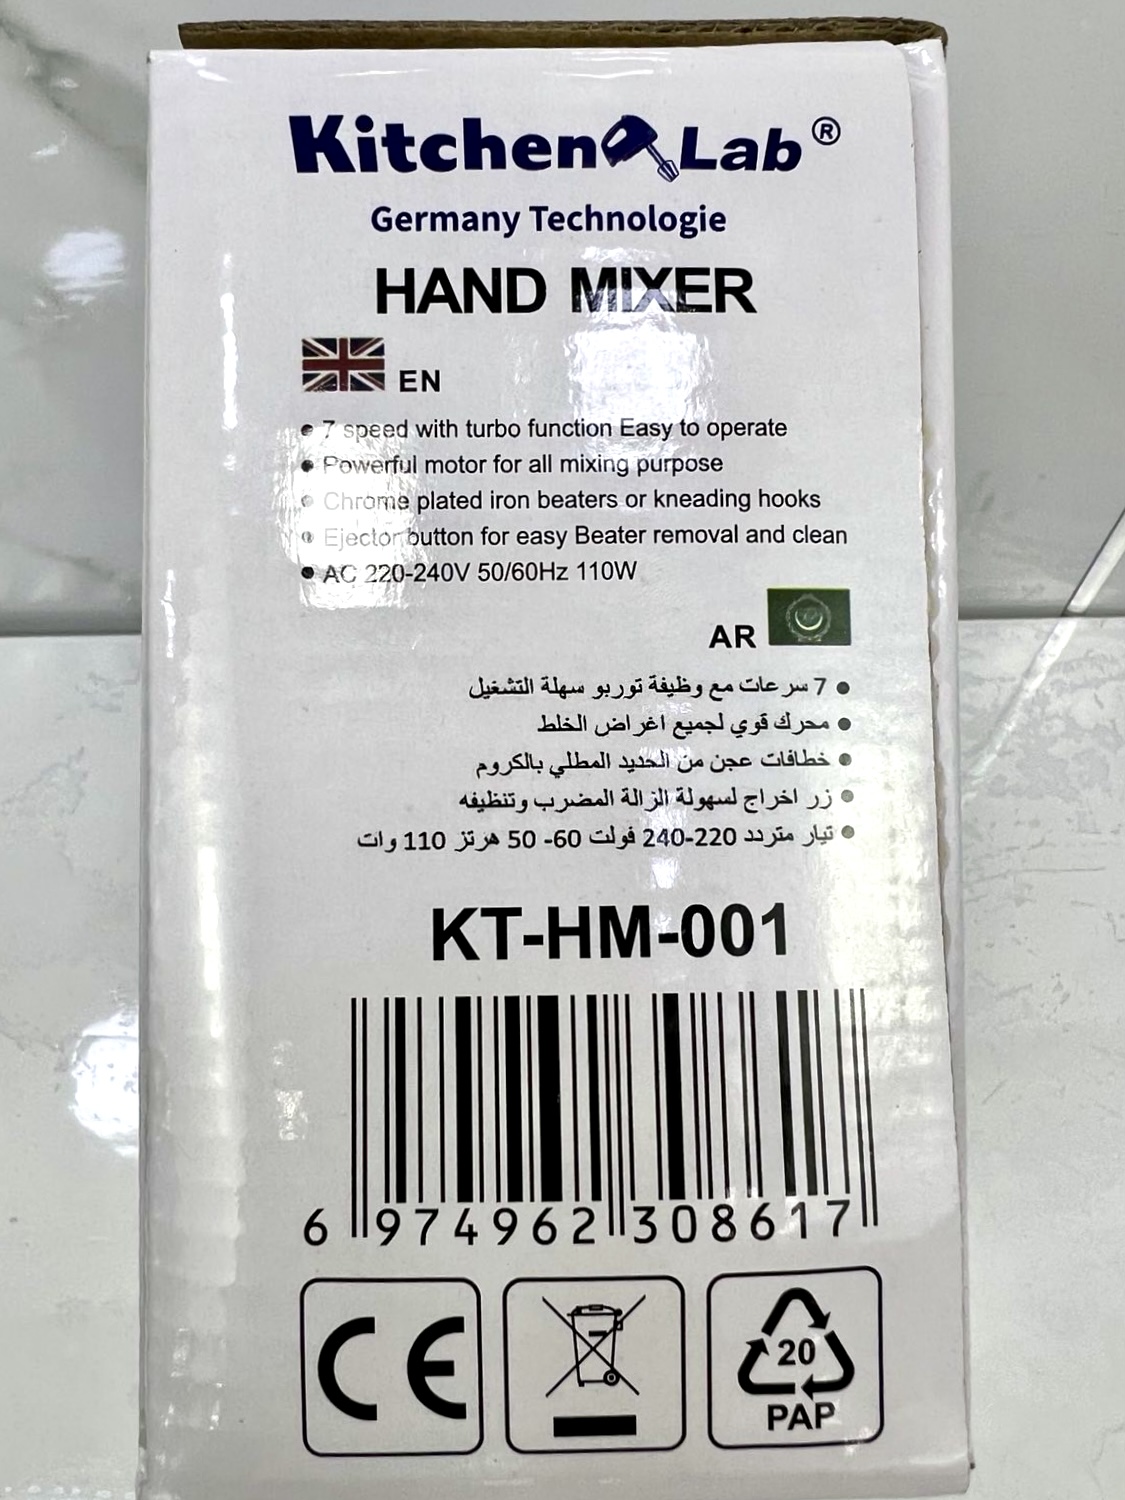 Kitchen Lab®
Germany Technologie
HAND MIXER
EN
• 7 speed with turbo function Easy to operate
• Powerful motor for all mixing purpose
• Chrome plated iron beaters or kneading hooks
• Ejector button for easy Beater removal and clean
• AC 220-240V 50/60Hz 110W
AR
• 7 سرعات مع وظيفة توربو سهلة التشغيل
• محرك قوي لجميع اغراض الخلط
• خطافات عجن من الحديد المطلي بالكروم
• زر اخراج لسهولة الزالة المضرب وتنظيفه
• تيار متردد 220-240 فولت 60- 50 هرتز 110 وات
KT-HM-001
6 974962 308617
CE
20
PAP